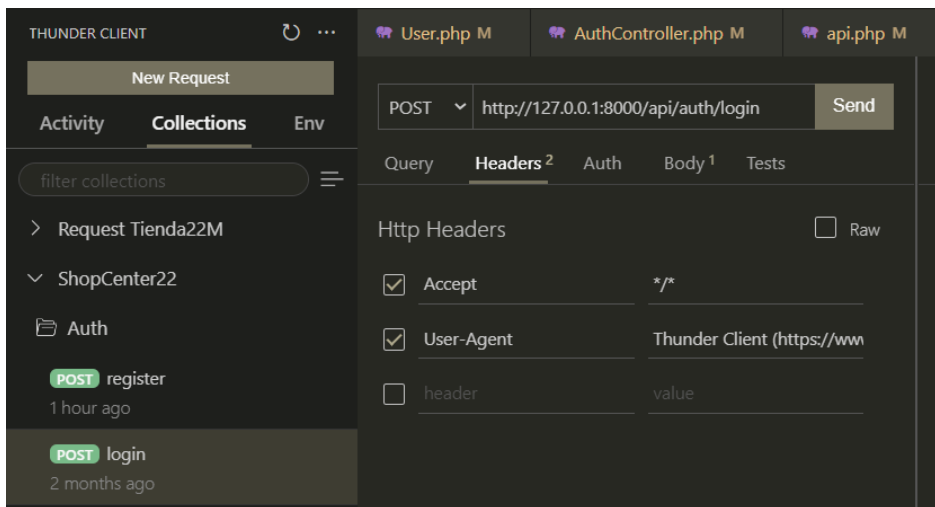 THUNDER CLIENT
New Request
Activity Collections Env
filter collections
Request Tienda22M
ShopCenter22
Auth
POST register
1 hour ago
POST login
2 months ago
User.php M AuthController.php M api.php M
POST http://127.0.0.1:8000/api/auth/login Send
Query Headers 2 Auth Body 1 Tests
Http Headers Raw
Accept */*
User-Agent Thunder Client (https://www
header value